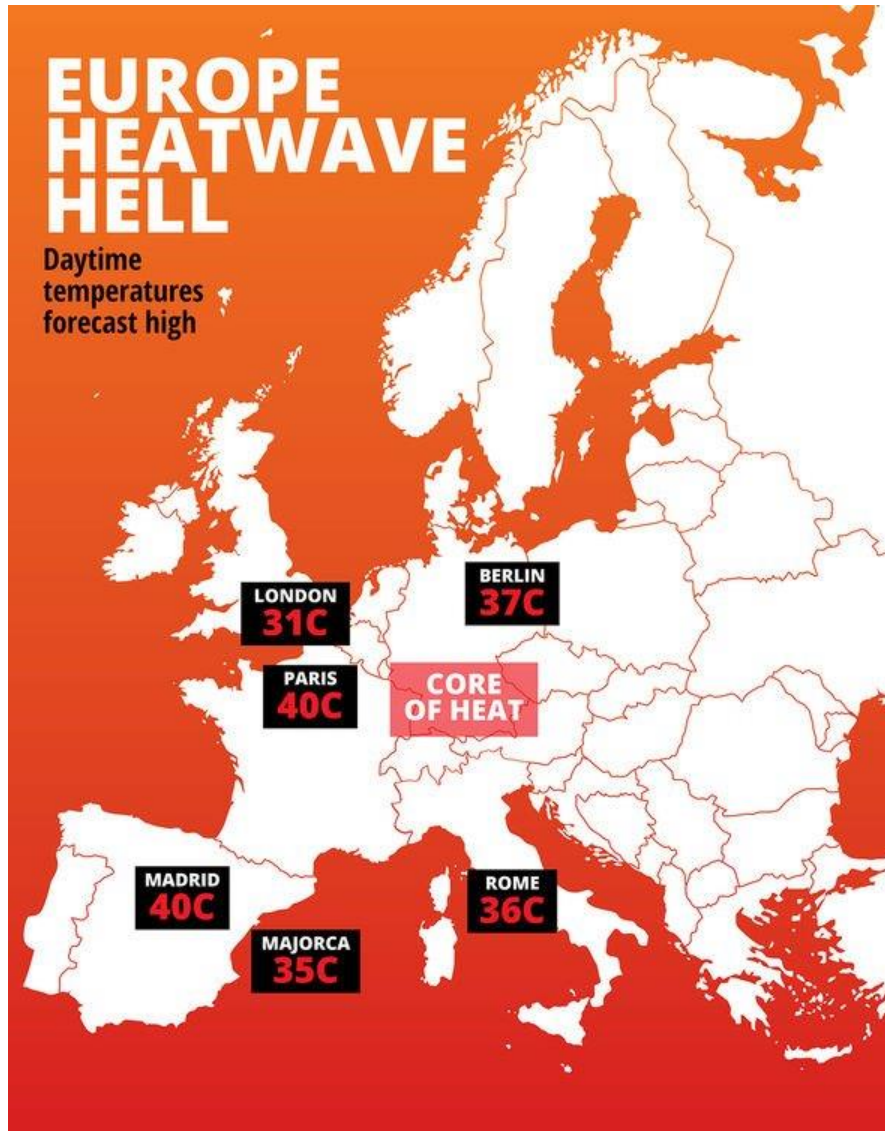 EUROPE
HEATWAVE
HELL
Daytime
temperatures
forecast high
LONDON
31C
BERLIN
37C
PARIS
40C
CORE
OF HEAT
MADRID
40C
MAJORCA
35C
ROME
36C